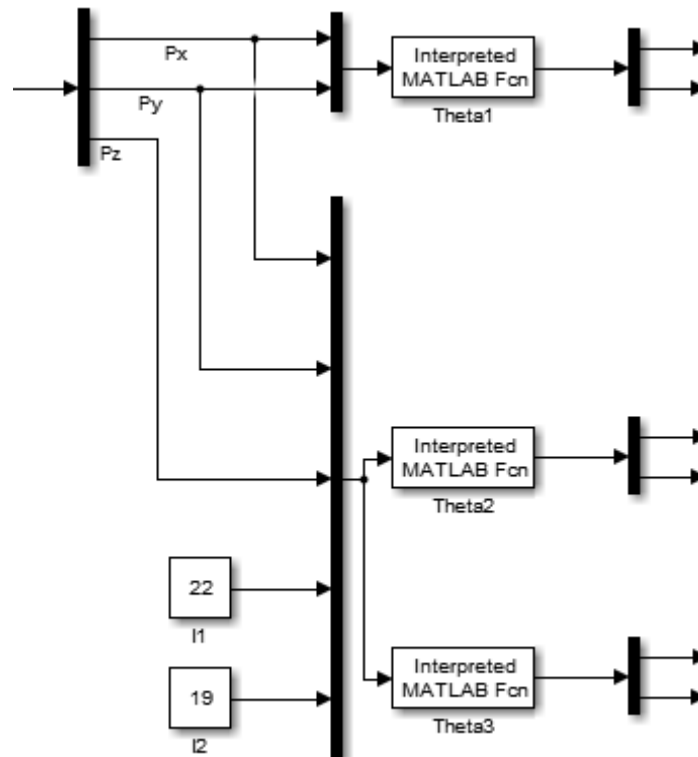 Px
Py
Pz
Interpreted
MATLAB Fcn
Theta1
Interpreted
MATLAB Fcn
Theta2
22
l1
19
l2
Interpreted
MATLAB Fcn
Theta3